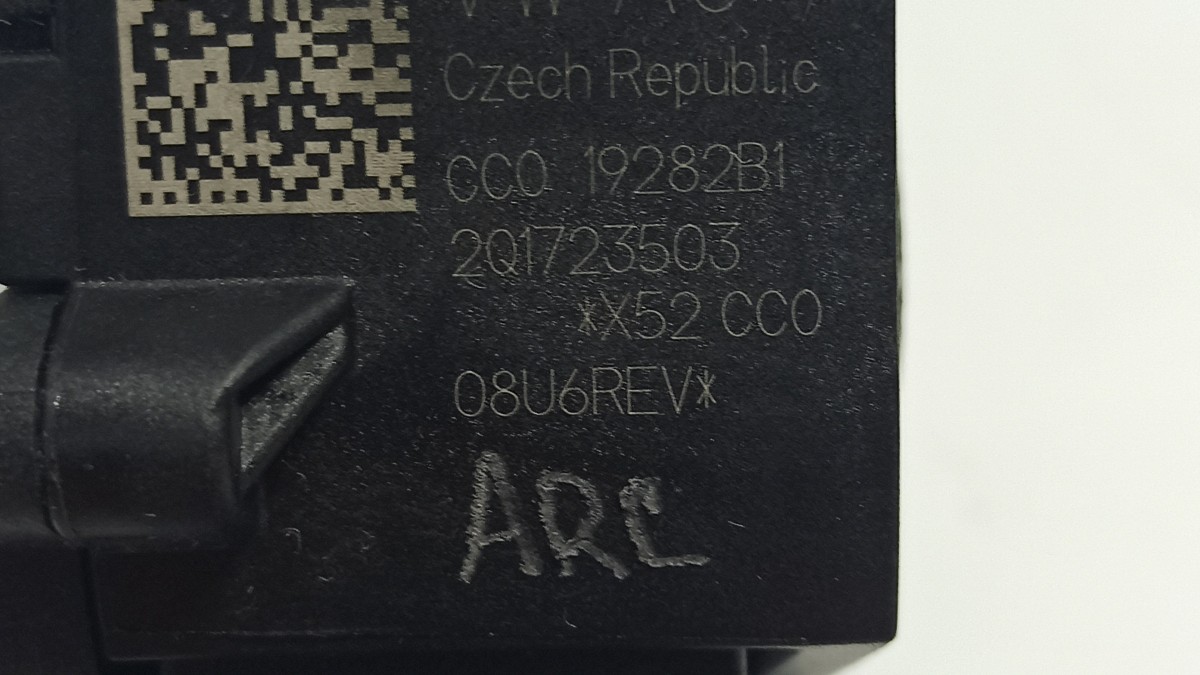 Czech Republic
CC0 19282B1
2Q1723503
*X52 CC0
08U6REV*
ARC